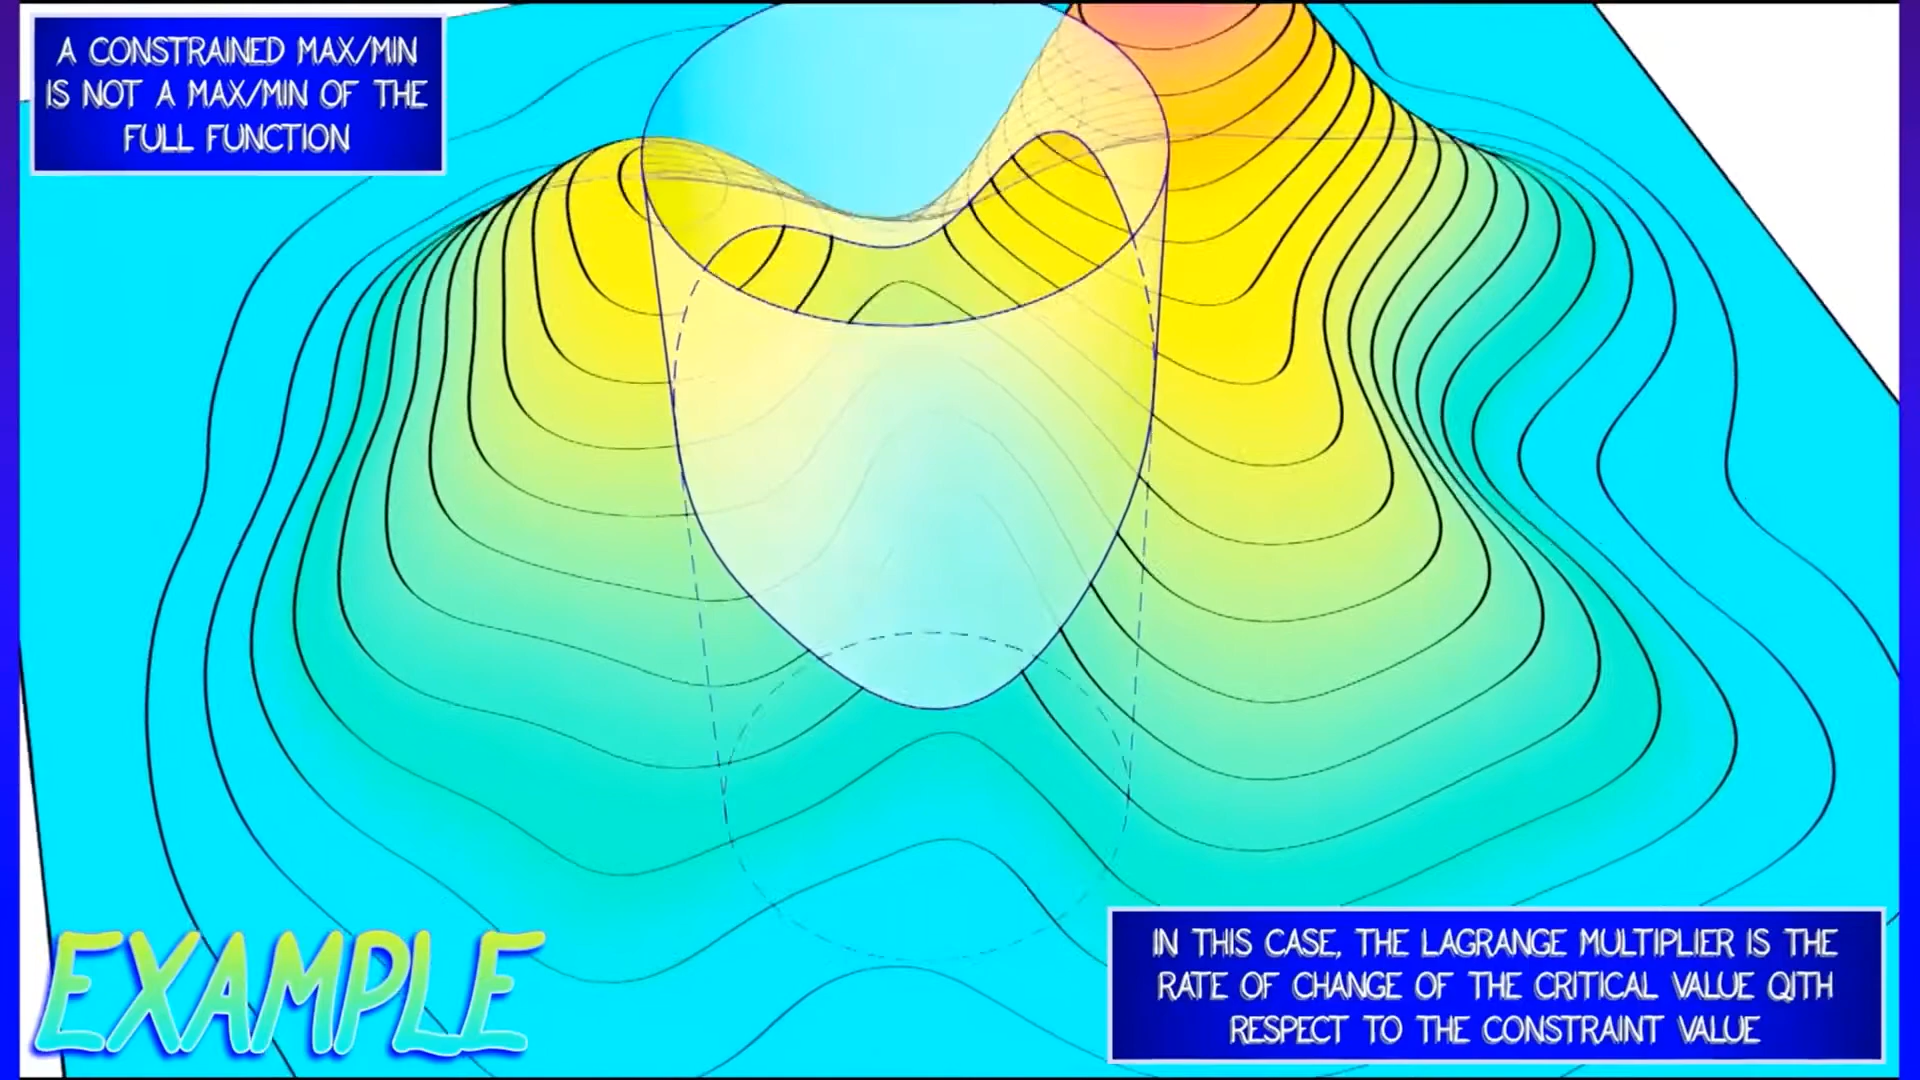 A CONSTRAINED MAX/MIN
IS NOT A MAX/MIN OF THE
FULL FUNCTION
EXAMPLE
IN THIS CASE, THE LAGRANGE MULTIPLIER IS THE
RATE OF CHANGE OF THE CRITICAL VALUE QITH
RESPECT TO THE CONSTRAINT VALUE